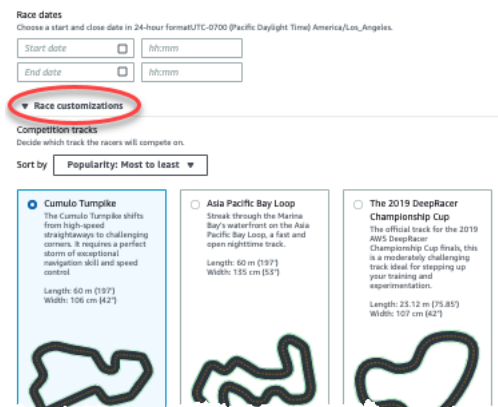 Race dates
Choose a start and close date in 24-hour formatUTC-0700 (Pacific Daylight Time) America/Los_Angeles.
Start date
hh:mm
End date
hh:mm
▼ Race customizations
Competition tracks
Decide which track the racers will compete on.
Sort by
Popularity: Most to least ▼
Cumulo Turnpike
The Cumulo Turnpike shifts
from high-speed
straightaways to challenging
corners. It requires a perfect
storm of exceptional
navigation skill and speed
control
Length: 60 m (197')
Width: 106 cm (42")
Asia Pacific Bay Loop
Streak through the Marina
Bay's waterfront on the Asia
Pacific Bay Loop, a fast and
open nighttime track.
Length: 60 m (197')
Width: 135 cm (53")
The 2019 DeepRacer
Championship Cup
The official track for the 2019
AWS DeepRacer
Championship Cup finals, this
is a moderately challenging
track ideal for stepping up
your training and
experimentation.
Length: 23.12 m (75.85')
Width: 107 cm (42")